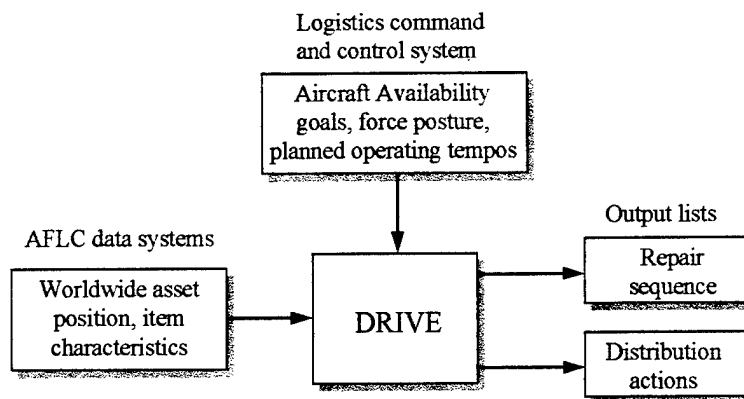 Logistics command
and control system
Aircraft Availability
goals, force posture,
planned operating tempos
AFLC data systems
Worldwide asset
position, item
characteristics
DRIVE
Output lists
Repair
sequence
Distribution
actions